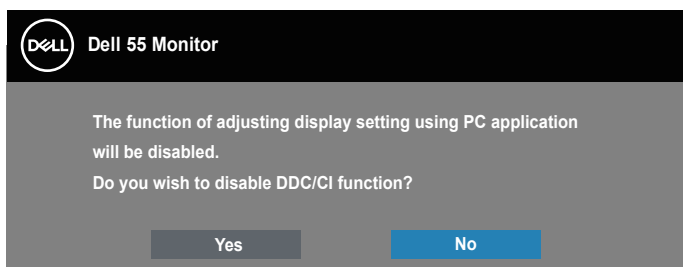 DELL
Dell 55 Monitor
The function of adjusting display setting using PC application
will be disabled.
Do you wish to disable DDC/CI function?
Yes
No